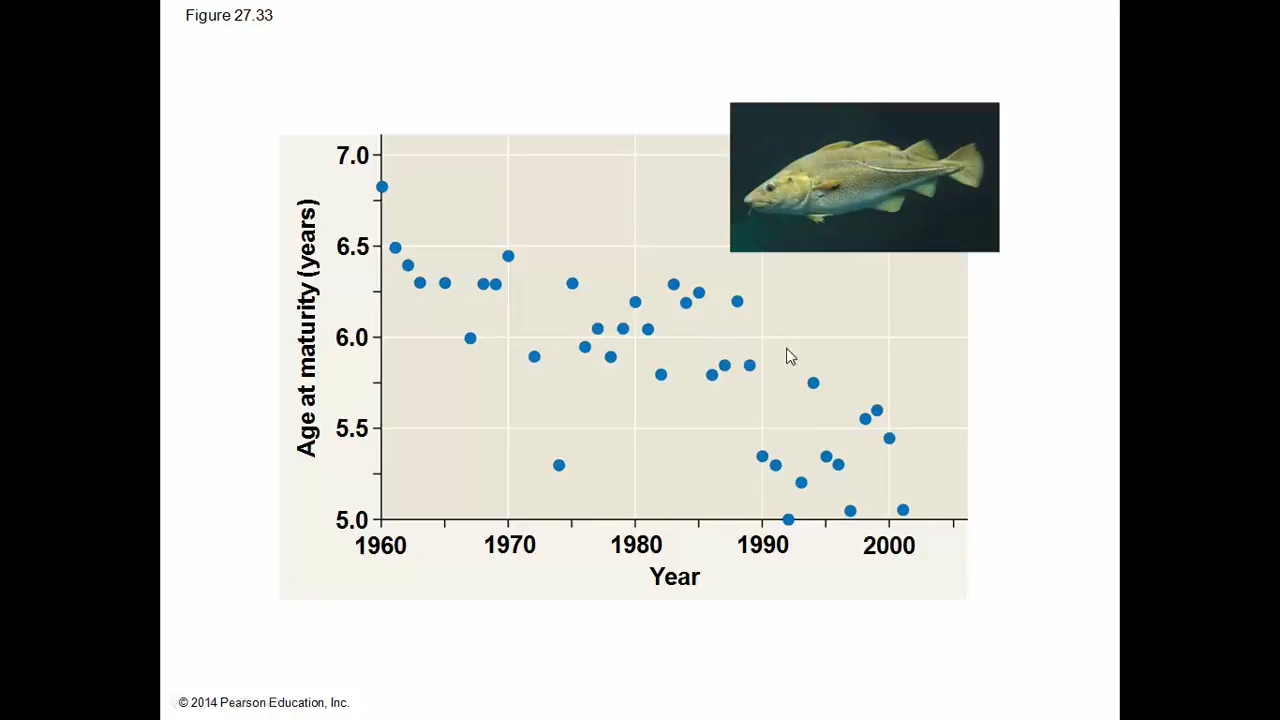 Figure 27.33
7.0
6.5
6.0
5.5
5.0
Age at maturity (years)
1960 1970 1980 1990 2000
Year
© 2014 Pearson Education, Inc.